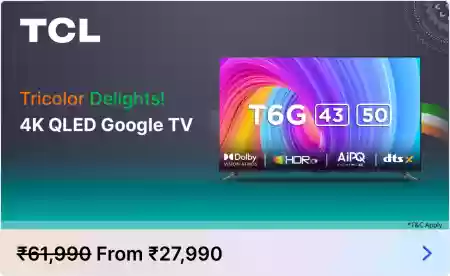 TCL
Tricolor Delights!
4K QLED Google TV
T6G 43 50
Dolby
VISION·ATMOS
HDR
AiPQ
dts X
*T&C Apply
₹61,990 From ₹27,990